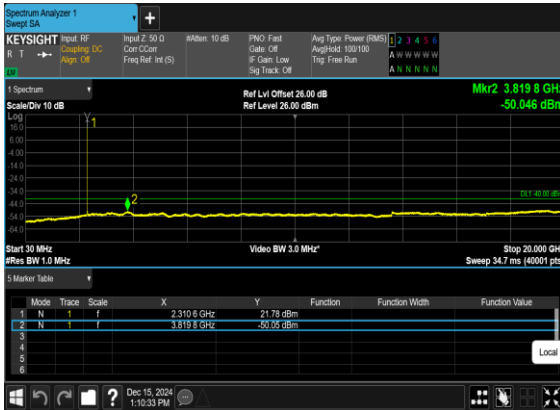 Spectrum Analyzer 1
Swept SA
+
KEYSIGHT Input: RF Input Z: 50 Ω #Atten: 10 dB PNO: Fast Avg Type: Power (RMS) 1 2 3 4 5 6
R T Coupling: DC Corr CCorr Gate: Off Avg|Hold: 100/100 A W W W W W
Align: Off Freq Ref: Int (S) IF Gain: Low Trig: Free Run
LXI Sig Track: Off A N N N N N
1 Spectrum Ref Lvl Offset 26.00 dB Mkr2 3.819 8 GHz
Scale/Div 10 dB Ref Level 26.00 dBm -50.046 dBm
Log
16.0
6.00
-4.00
-14.0
-24.0
-34.0
-44.0
-54.0
-64.0
1
2
DL1 -40.00 dBm
Start 30 MHz Video BW 3.0 MHz* Stop 20.000 GHz
#Res BW 1.0 MHz Sweep 34.7 ms (40001 pts)
5 Marker Table
Mode Trace Scale X Y Function Function Width Function Value
1 N 1 f 2.310 6 GHz 21.78 dBm
2 N 1 f 3.819 8 GHz -50.05 dBm
3
4
5
6
Local
? Dec 15, 2024
1:10:33 PM